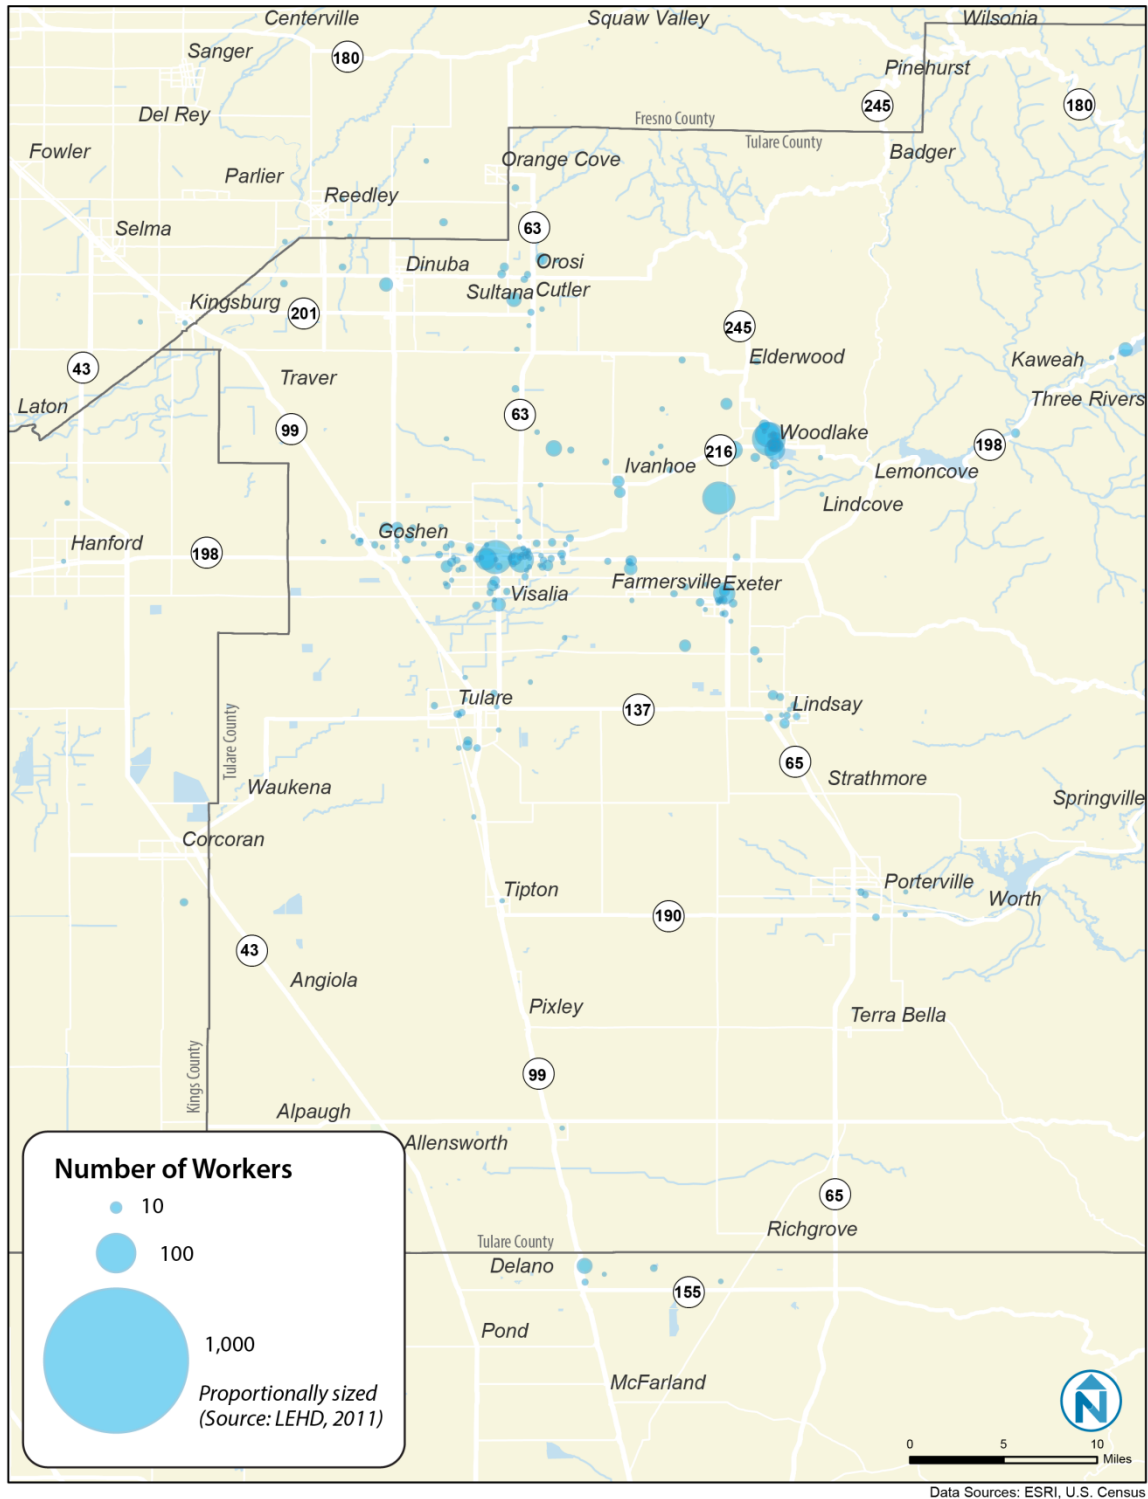 Centerville
Squaw Valley
Wilsonia
Sanger
180
Pinehurst
Del Rey
245
180
Fresno County
Tulare County
Fowler
Orange Cove
Badger
Parlier
Reedley
Selma
63
Dinuba
Orosi
Sultana
Cutler
Kingsburg
201
245
Elderwood
Kaweah
43
Traver
Three Rivers
Laton
63
99
Woodlake
198
216
Ivanhoe
Lemoncove
Lindcove
Goshen
Hanford
198
Farmersville
Exeter
Visalia
Tulare
137
Lindsay
Tulare County
65
Strathmore
Waukena
Springville
Corcoran
Tipton
Porterville
Worth
190
43
Angiola
Pixley
Terra Bella
Kings County
99
Alpaugh
Allensworth
65
Richgrove
Tulare County
Delano
155
Pond
McFarland
Number of Workers
10
100
1,000
Proportionally sized
(Source: LEHD, 2011)
N
0 5 10
Miles
Data Sources: ESRI, U.S. Census